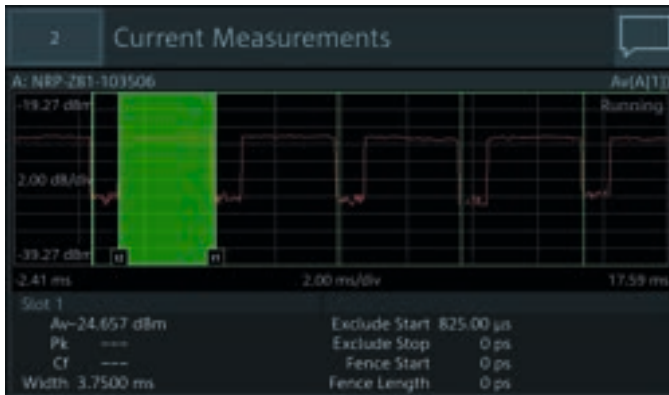 2 Current Measurements
A: NRP-Z81-103506 Av(A[1])
-19.27 dBm Running
2.00 dB/div
-39.27 dBm
-2.41 ms 2.00 ms/div 17.59 ms
Slot 1
Av-24.657 dBm Exclude Start 825.00 µs
Pk --- Exclude Stop 0 ps
Cf --- Fence Start 0 ps
Width 3.7500 ms Fence Length 0 ps